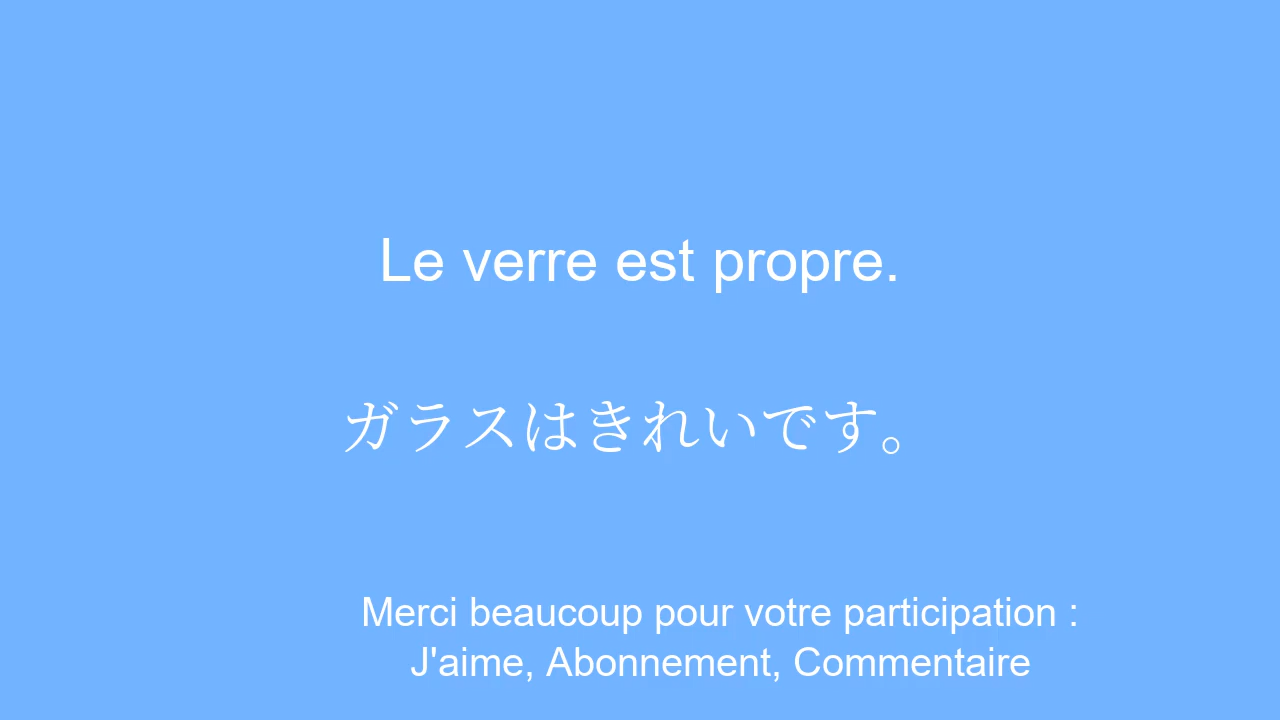 Le verre est propre.
ガラスはきれいです。
Merci beaucoup pour votre participation :
J'aime, Abonnement, Commentaire